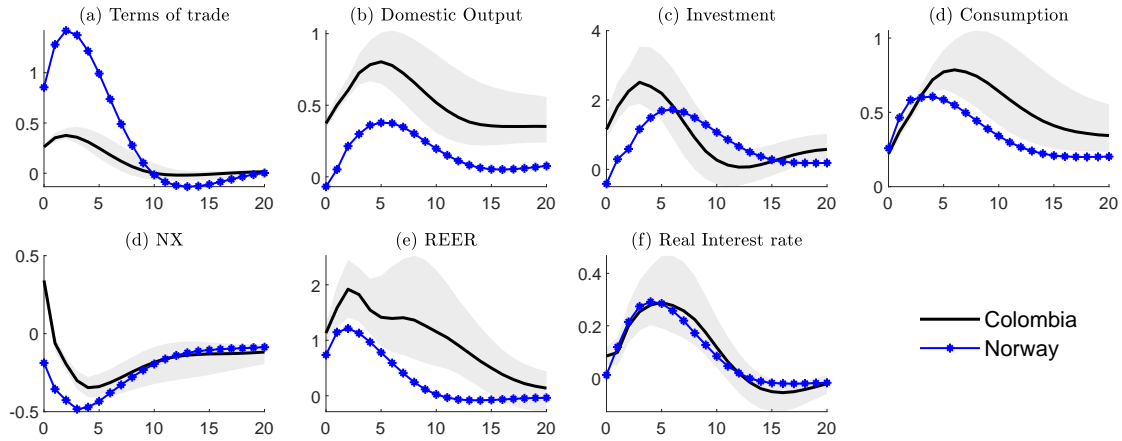 (a) Terms of trade
(b) Domestic Output
(c) Investment
(d) Consumption
1
0.5
0
0 5 10 15 20
1
0.5
0
0 5 10 15 20
4
2
0
0 5 10 15 20
1
0.5
0
0 5 10 15 20
(d) NX
(e) REER
(f) Real Interest rate
0.5
0
-0.5
0 5 10 15 20
2
1
0
0 5 10 15 20
0.4
0.2
0
0 5 10 15 20
Colombia
Norway